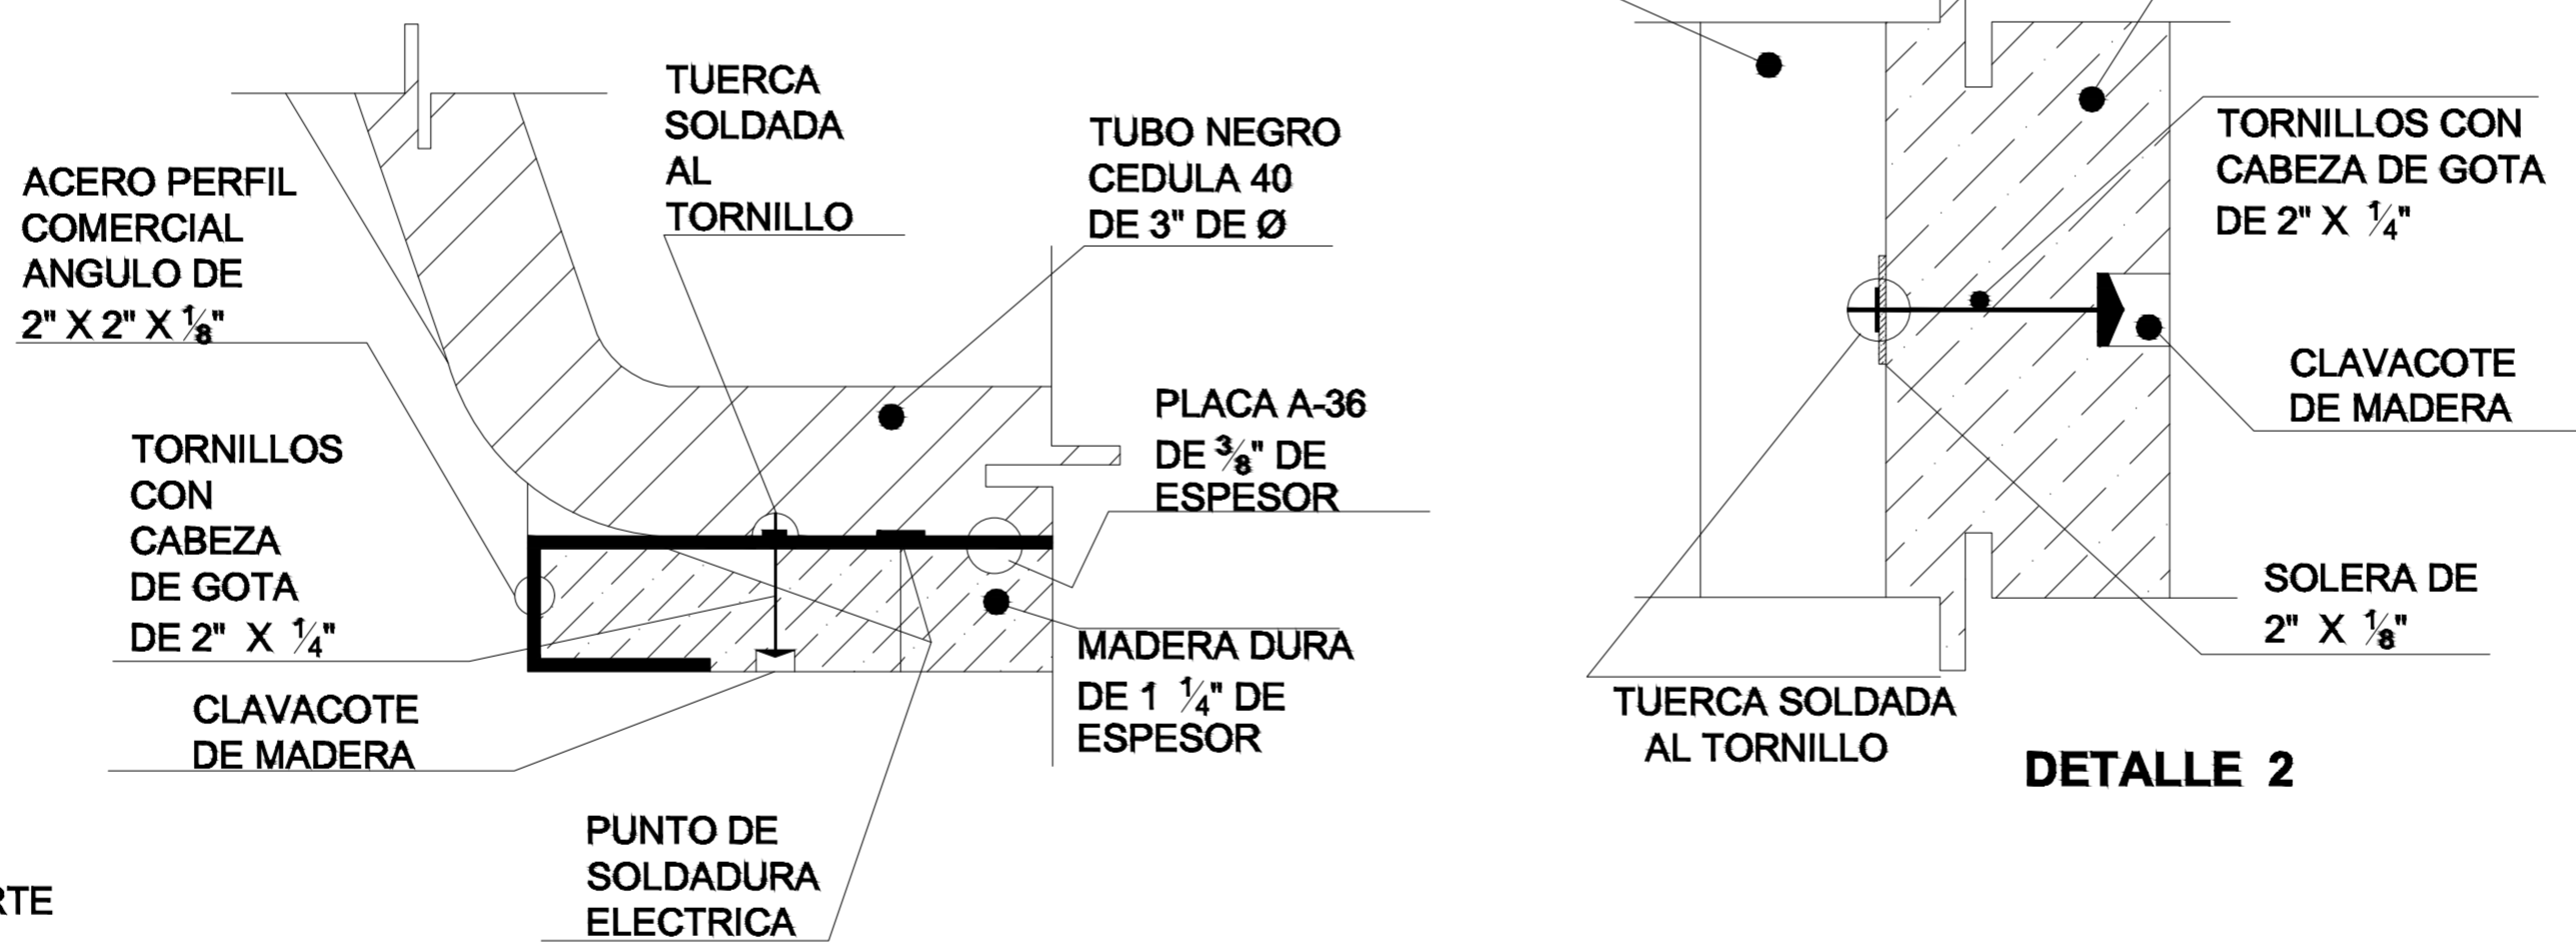 TUERCA
SOLDADA
AL
TORNILLO
TUBO NEGRO
CEDULA 40
DE 3" DE Ø
ACERO PERFIL
COMERCIAL
ANGULO DE
2" X 2" X 1/8"
TORNILLOS
CON
CABEZA
DE GOTA
DE 2" X 1/4"
PLACA A-36
DE 3/8" DE
ESPESOR
MADERA DURA
DE 1 1/4" DE
ESPESOR
CLAVACOTE
DE MADERA
PUNTO DE
SOLDADURA
ELECTRICA
TORNILLOS CON
CABEZA DE GOTA
DE 2" X 1/4"
CLAVACOTE
DE MADERA
SOLERA DE
2" X 1/8"
TUERCA SOLDADA
AL TORNILLO
DETALLE 2